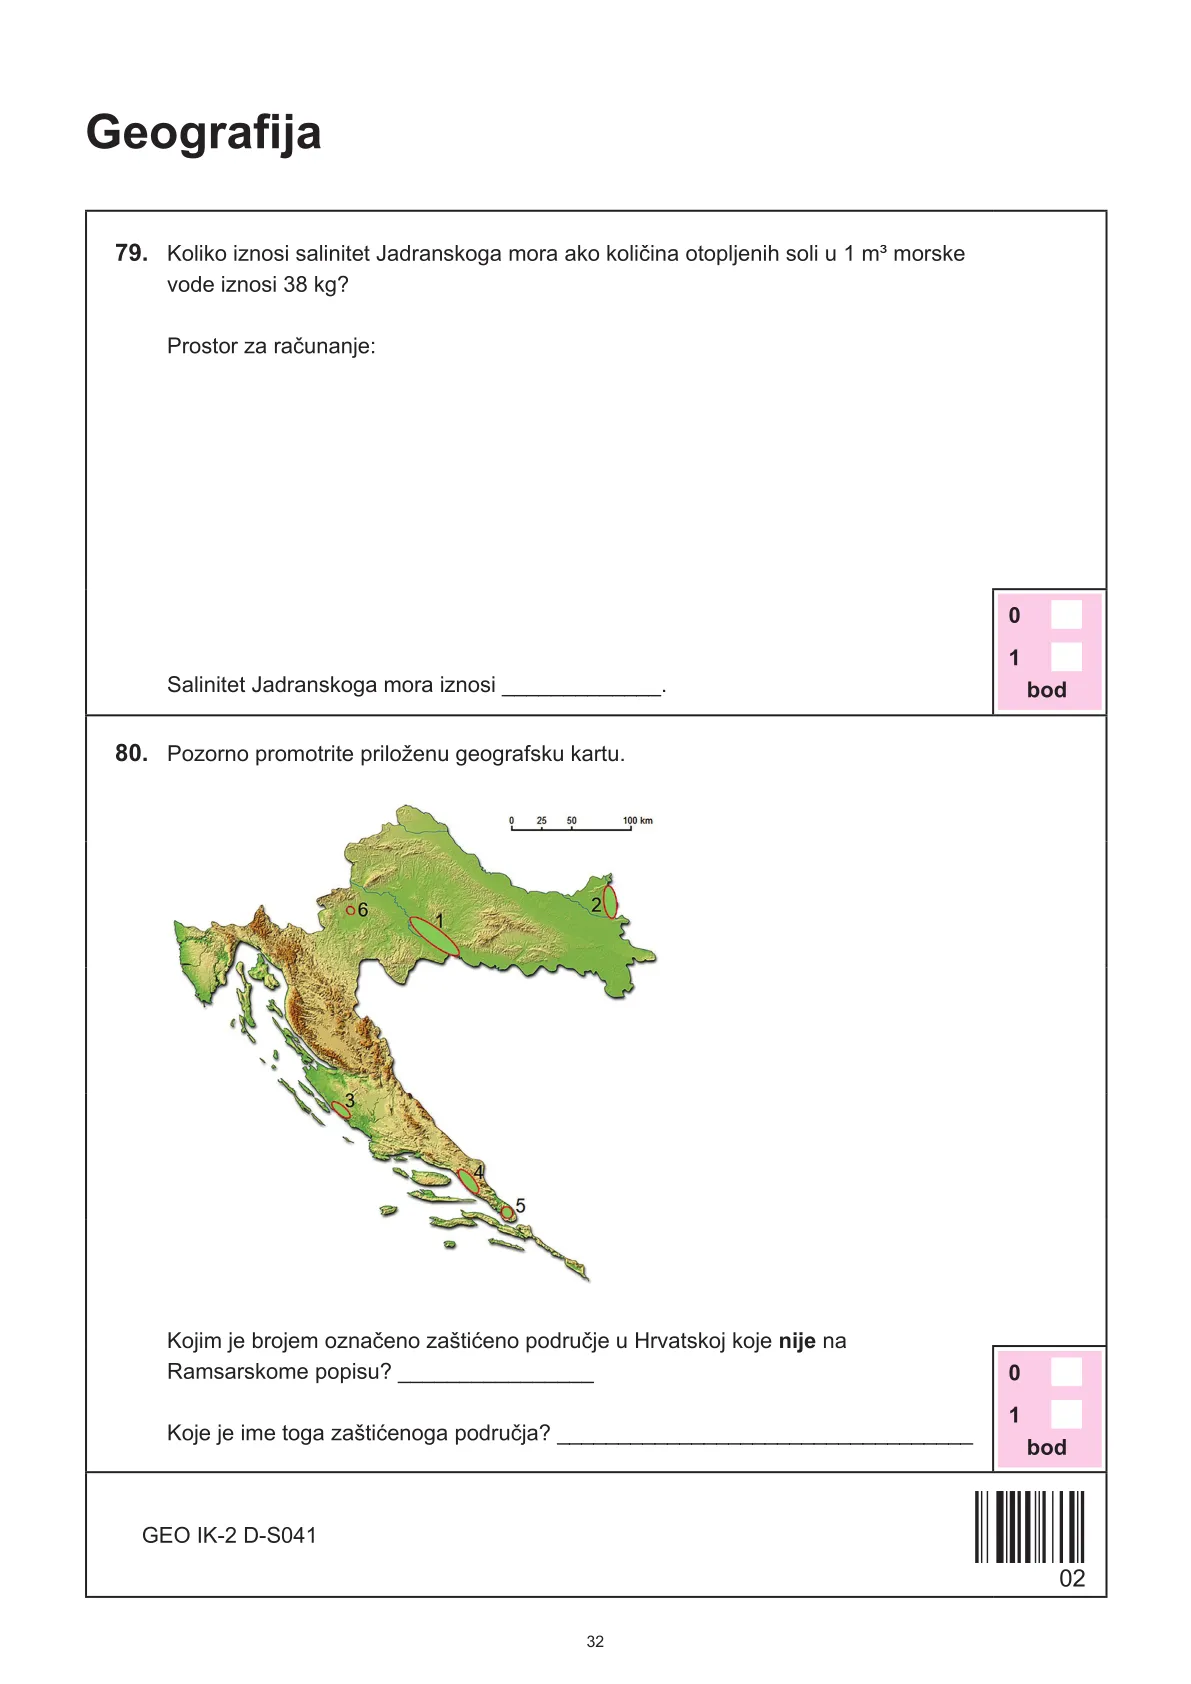 Geografija
79. Koliko iznosi salinitet Jadranskoga mora ako količina otopljenih soli u 1 m³ morske
vode iznosi 38 kg?
Prostor za računanje:
0
1
bod
Salinitet Jadranskoga mora iznosi _____________.
80. Pozorno promotrite priloženu geografsku kartu.
0 25 50 100 km
2
6
1
3
4
5
Kojim je brojem označeno zaštićeno područje u Hrvatskoj koje nije na
Ramsarskome popisu? ________________
Koje je ime toga zaštićenoga područja? __________________________________
0
1
bod
GEO IK-2 D-S041
02
32